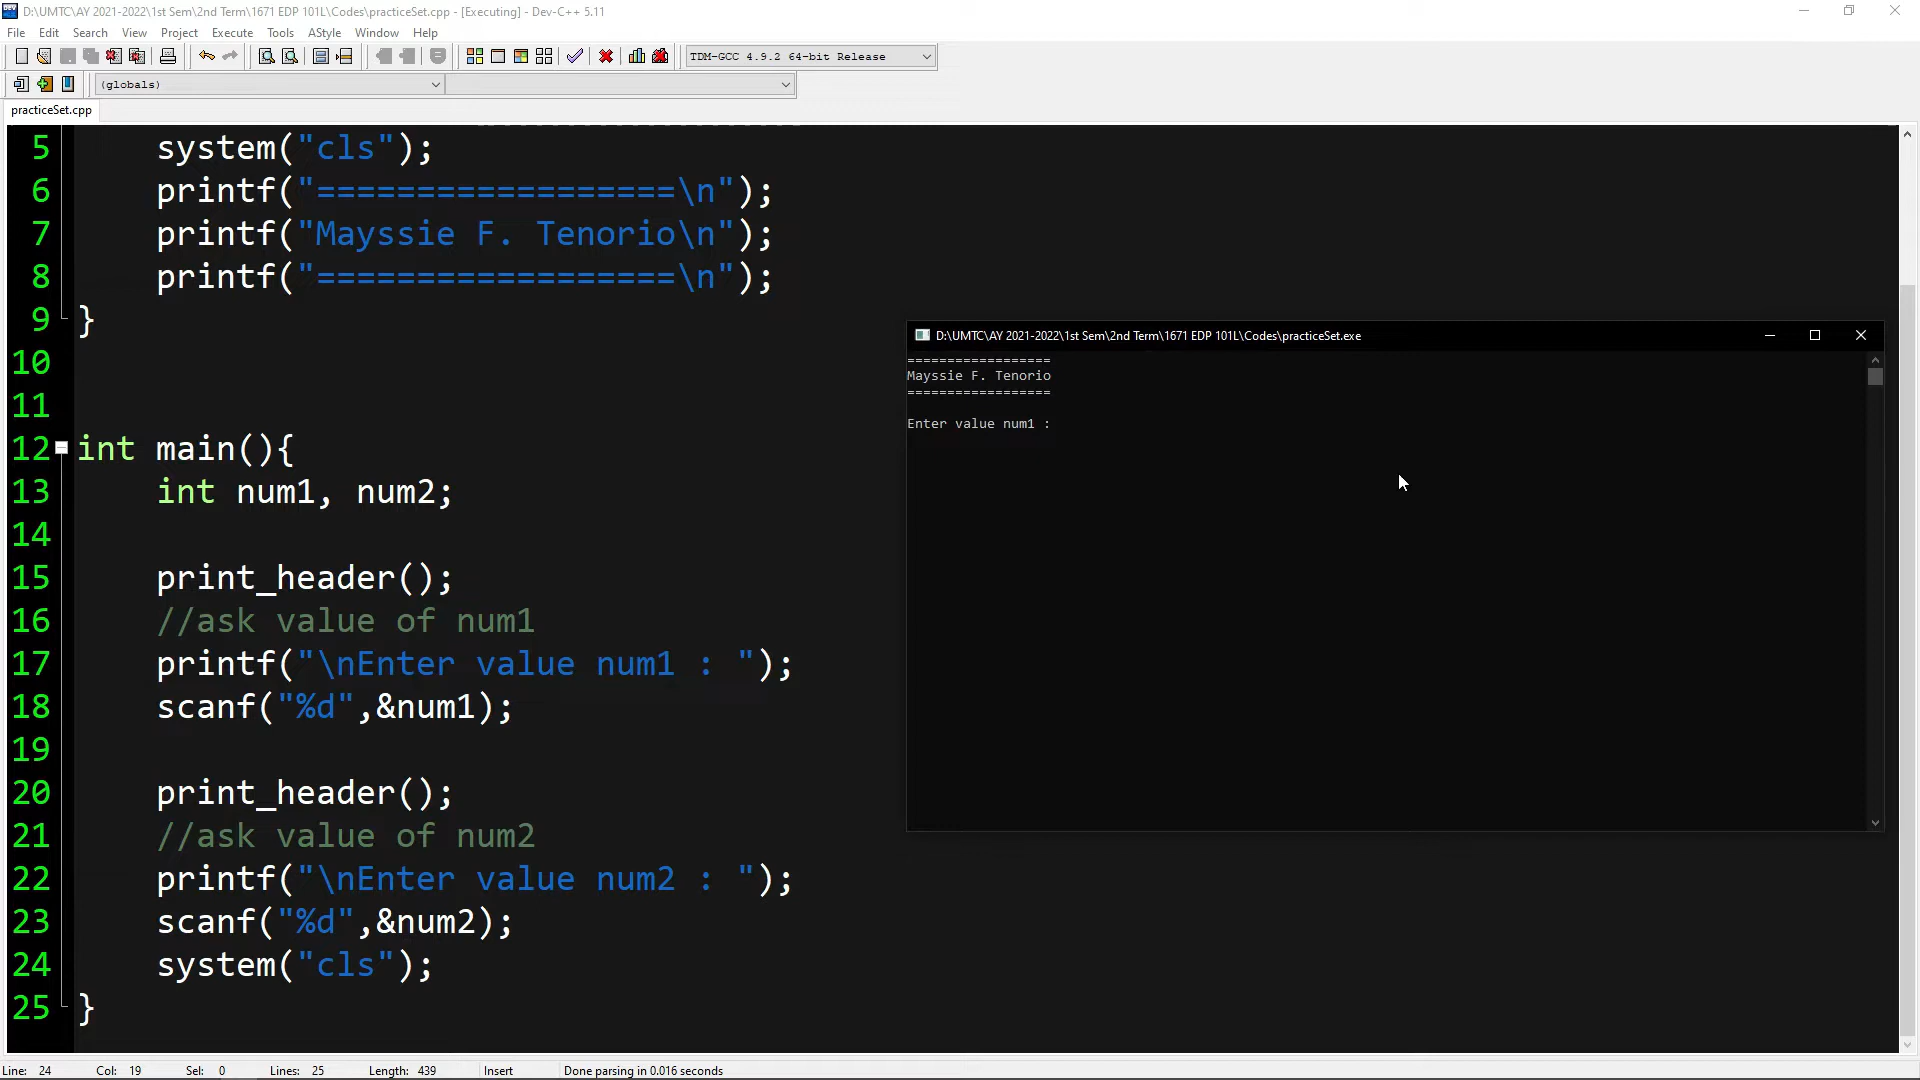 D:\UMTC\AY 2021-2022\1st Sem\2nd Term\1671 EDP 101L\Codes\practiceSet.cpp - [Executing] - Dev-C++ 5.11
File Edit Search View Project Execute Tools AStyle Window Help
TDM-GCC 4.9.2 64-bit Release
(globals)
practiceSet.cpp
5 system("cls");
6 printf("==================\n");
7 printf("Mayssie F. Tenorio\n");
8 printf("==================\n");
9 }
10
11
12 int main(){
13 int num1, num2;
14
15 print_header();
16 //ask value of num1
17 printf("\nEnter value num1 : ");
18 scanf("%d",&num1);
19
20 print_header();
21 //ask value of num2
22 printf("\nEnter value num2 : ");
23 scanf("%d",&num2);
24 system("cls");
25 }
D:\UMTC\AY 2021-2022\1st Sem\2nd Term\1671 EDP 101L\Codes\practiceSet.exe
==================
Mayssie F. Tenorio
==================
Enter value num1 :
Line: 24 Col: 19 Sel: 0 Lines: 25 Length: 439 Insert Done parsing in 0.016 seconds